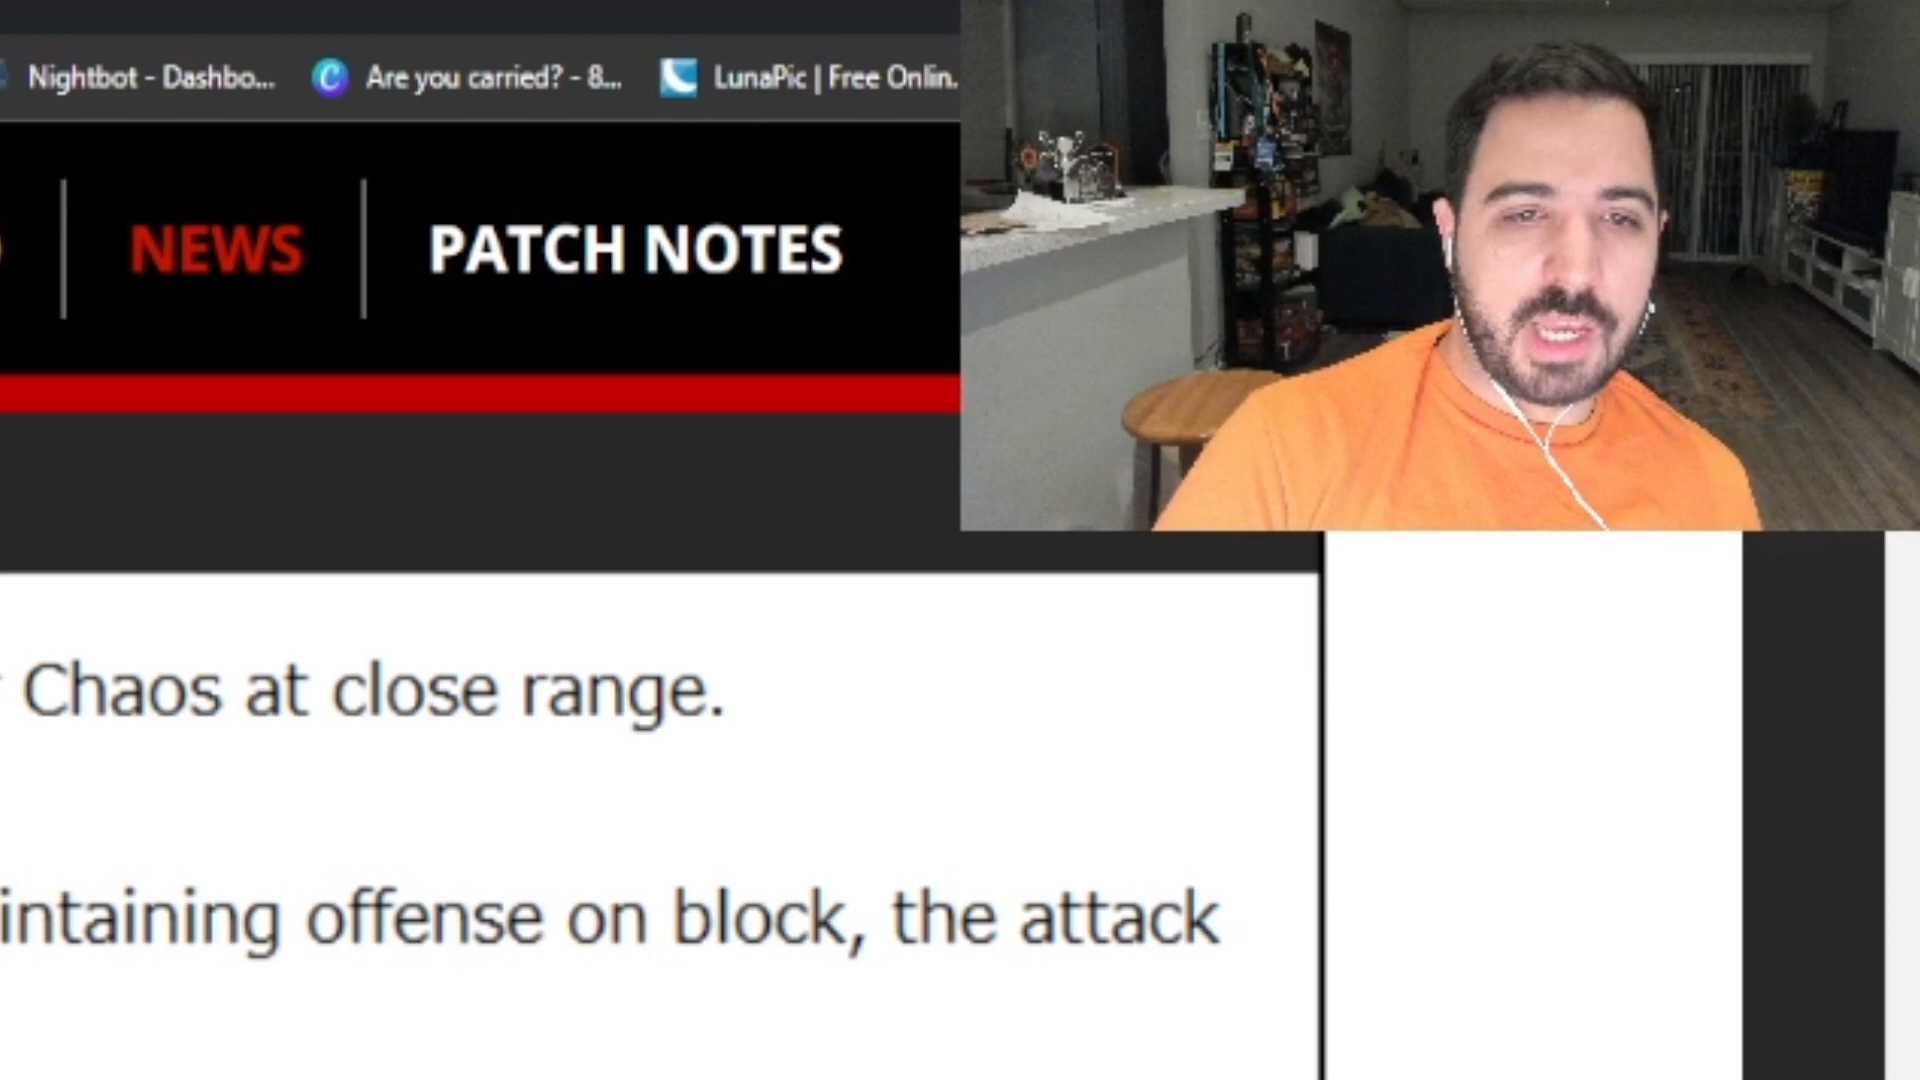 Nightbot - Dashbo... Are you carried? - 8... LunaPic | Free Onlin.
NEWS PATCH NOTES
Chaos at close range.
intaining offense on block, the attack